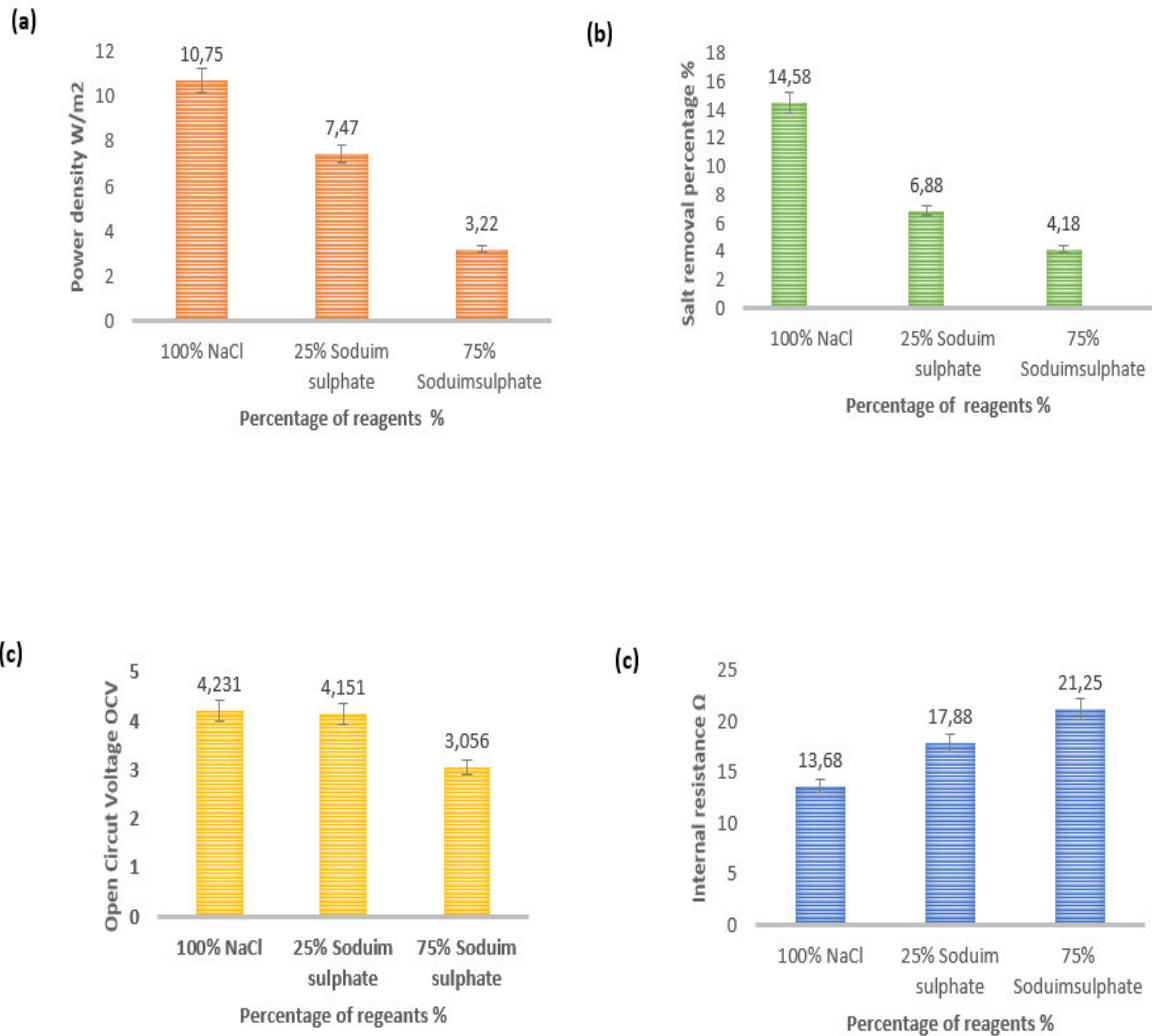 (a)
Power density W/m2
12
10
8
6
4
2
0
10,75
7,47
3,22
100% NaCl
25% Soduim
sulphate
75%
Soduimsulphate
Percentage of reagents %
(b)
Salt removal percentage %
18
16
14
12
10
8
6
4
2
0
14,58
6,88
4,18
100% NaCl
25% Soduim
sulphate
75%
Soduimsulphate
Percentage of reagents %
(c)
Open Circut Voltage OCV
5
4
3
2
1
0
4,231
4,151
3,056
100% NaCl
25% Soduim
sulphate
75% Soduim
sulphate
Percentage of regeants %
(c)
Internal resistance Ω
25
20
15
10
5
0
13,68
17,88
21,25
100% NaCl
25% Soduim
sulphate
75%
Soduimsulphate
Percentage of reagents %